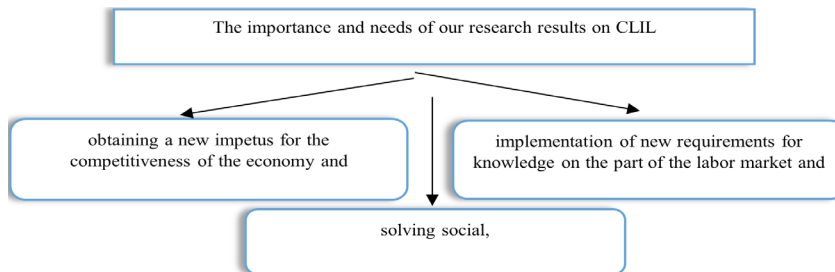 The importance and needs of our research results on CLIL
obtaining a new impetus for the
competitiveness of the economy and
implementation of new requirements for
knowledge on the part of the labor market and
solving social,